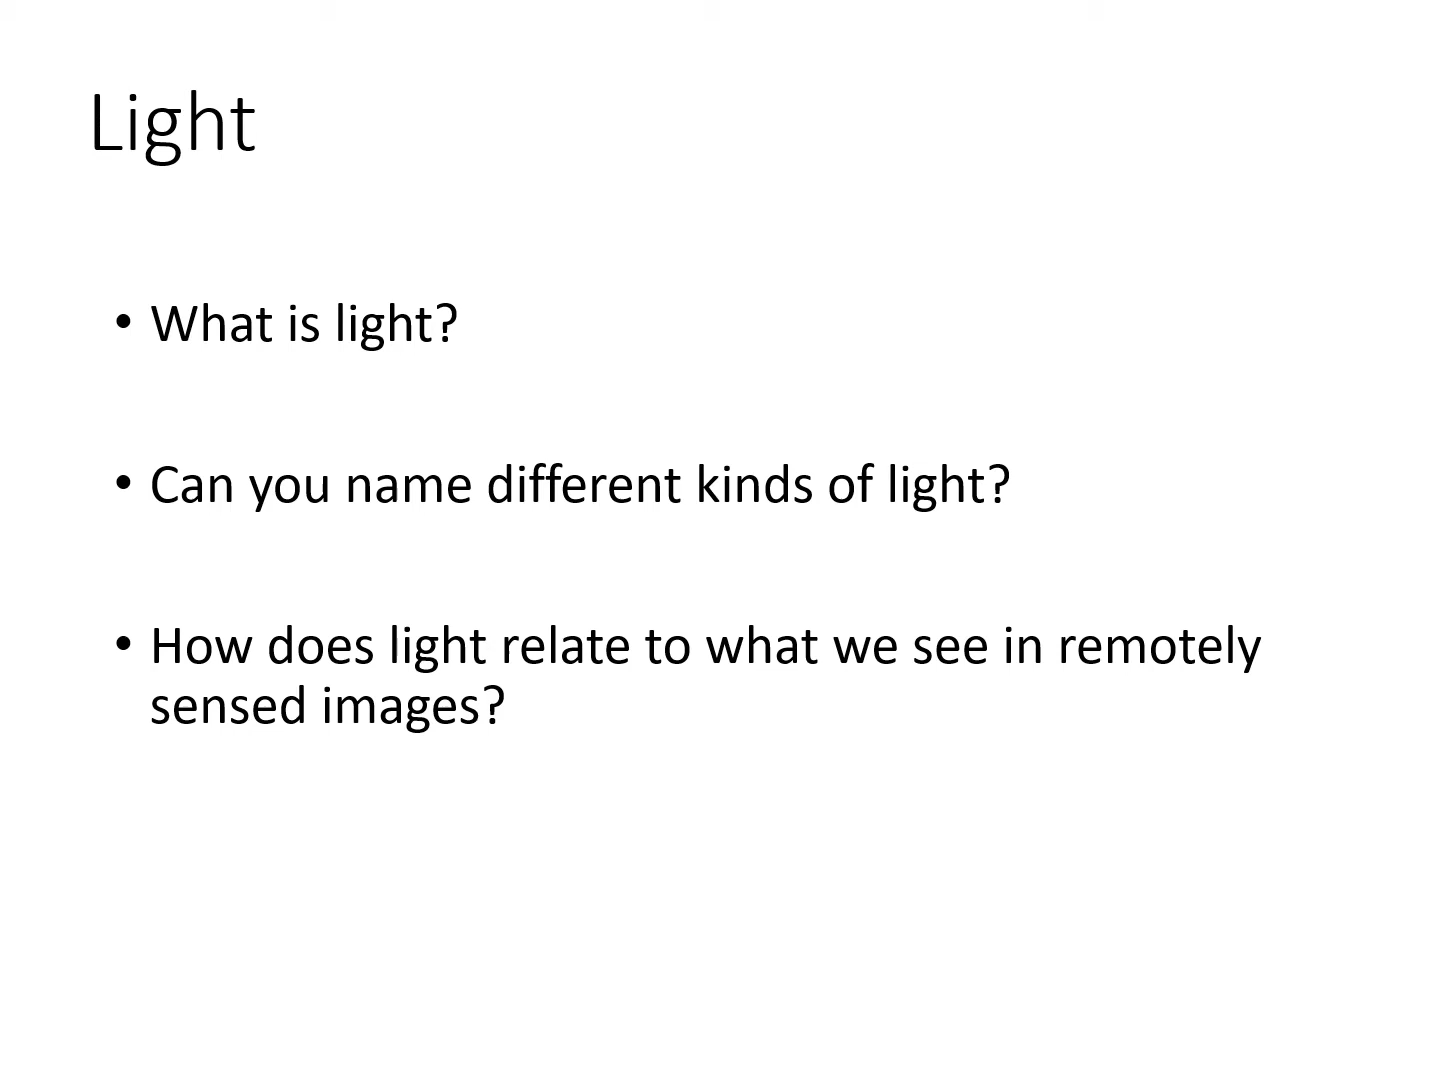 Light
• What is light?
• Can you name different kinds of light?
• How does light relate to what we see in remotely
sensed images?